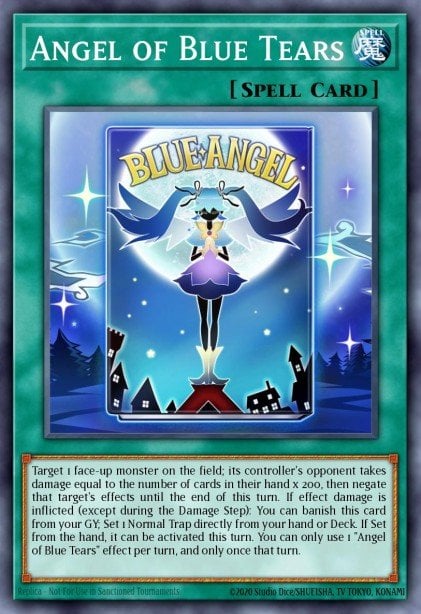 Angel of Blue Tears
SPELL
魔
[Spell Card]
BLUE ANGEL
Target 1 face-up monster on the field; its controller's opponent takes
damage equal to the number of cards in their hand x 200, then negate
that target's effects until the end of this turn. If effect damage is
inflicted (except during the Damage Step): You can banish this card
from your GY; Set 1 Normal Trap directly from your hand or Deck. If Set
from the hand, it can be activated this turn. You can only use 1 "Angel
of Blue Tears" effect per turn, and only once that turn.
Replica - Not For Use in Sanctioned Tournaments
©2020 Studio Dice/SHUEISHA, TV TOKYO, KONAMI